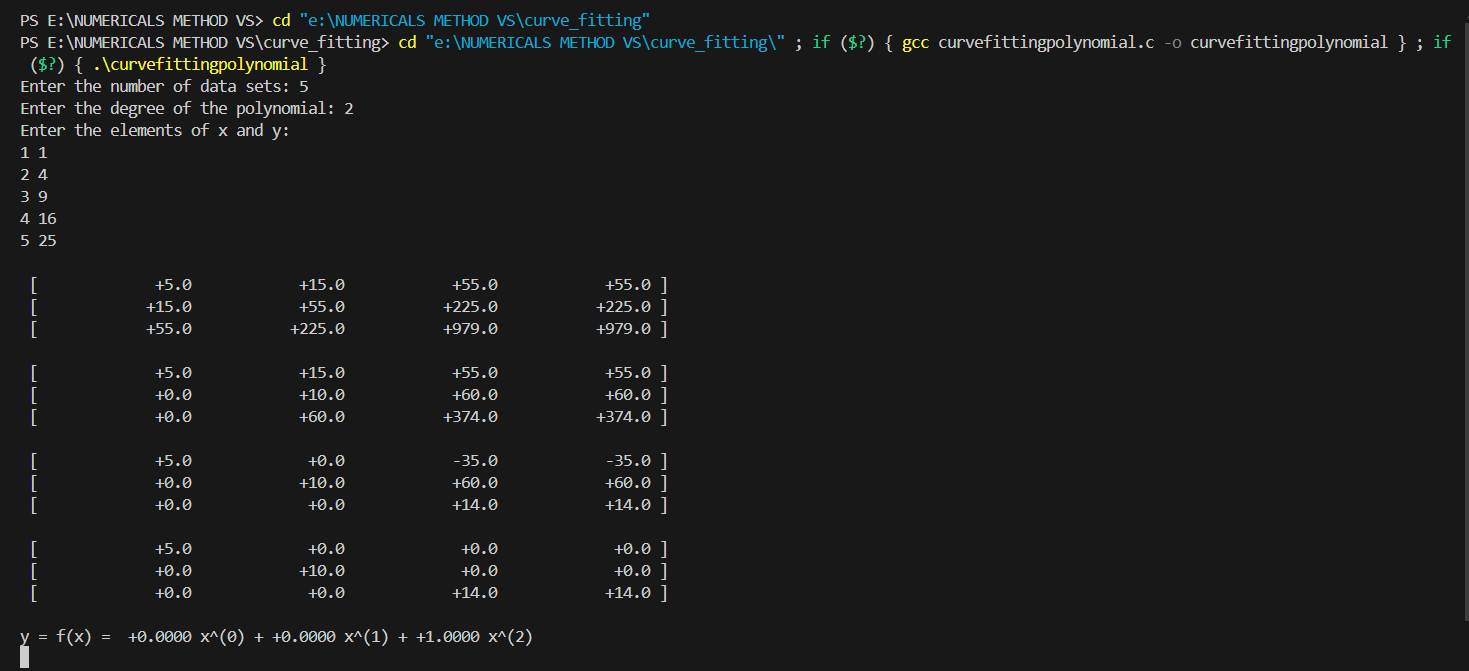 PS E:\NUMERICALS METHOD VS> cd "e:\NUMERICALS METHOD VS\curve_fitting"
PS E:\NUMERICALS METHOD VS\curve_fitting> cd "e:\NUMERICALS METHOD VS\curve_fitting\" ; if ($?) { gcc curvefittingpolynomial.c -o curvefittingpolynomial } ; if
($?) { .\curvefittingpolynomial }
Enter the number of data sets: 5
Enter the degree of the polynomial: 2
Enter the elements of x and y:
1 1
2 4
3 9
4 16
5 25
[ +5.0 +15.0 +55.0 +55.0 ]
[ +15.0 +55.0 +225.0 +225.0 ]
[ +55.0 +225.0 +979.0 +979.0 ]
[ +5.0 +15.0 +55.0 +55.0 ]
[ +0.0 +10.0 +60.0 +60.0 ]
[ +0.0 +60.0 +374.0 +374.0 ]
[ +5.0 +0.0 -35.0 -35.0 ]
[ +0.0 +10.0 +60.0 +60.0 ]
[ +0.0 +0.0 +14.0 +14.0 ]
[ +5.0 +0.0 +0.0 +0.0 ]
[ +0.0 +10.0 +0.0 +0.0 ]
[ +0.0 +0.0 +14.0 +14.0 ]
y = f(x) =  +0.0000 x^(0) + +0.0000 x^(1) + +1.0000 x^(2)